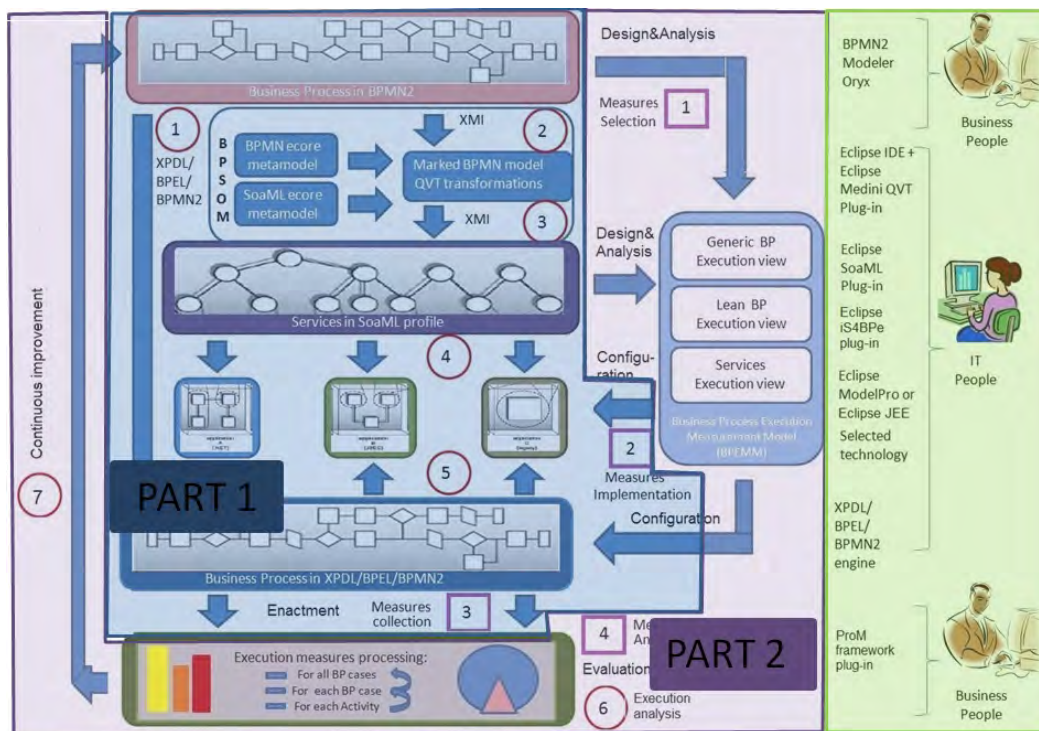 Business Process in BPMN2
Design&Analysis
Measures
Selection
1
1
XPDL/
BPEL/
BPMN2
B
P
S
O
M
BPMN ecore
metamodel
SoaML ecore
metamodel
XMI
2
Marked BPMN model
QVT transformations
XMI
3
Services in SoaML profile
Design&
Analysis
Generic BP
Execution view
Lean BP
Execution view
Services
Execution view
Business Process Execution
Measurement Model
(BPEMM)
4
Configu-
ration
2
Measures
Implementation
Configuration
5
PART 1
Business Process in XPDL/BPEL/BPMN2
Enactment
Measures
collection
3
4
PART 2
Evaluation
6
Execution
analysis
Execution measures processing:
For all BP cases
For each BP case
For each Activity
Continuous improvement
7
BPMN2
Modeler
Oryx
Business
People
Eclipse IDE +
Eclipse
Medini QVT
Plug-in
Eclipse
SoaML
Plug-in
Eclipse
iS4BPe
plug-in
IT
People
Eclipse
ModelPro or
Eclipse JEE
Selected
technology
XPDL/
BPEL/
BPMN2
engine
ProM
framework
plug-in
Business
People